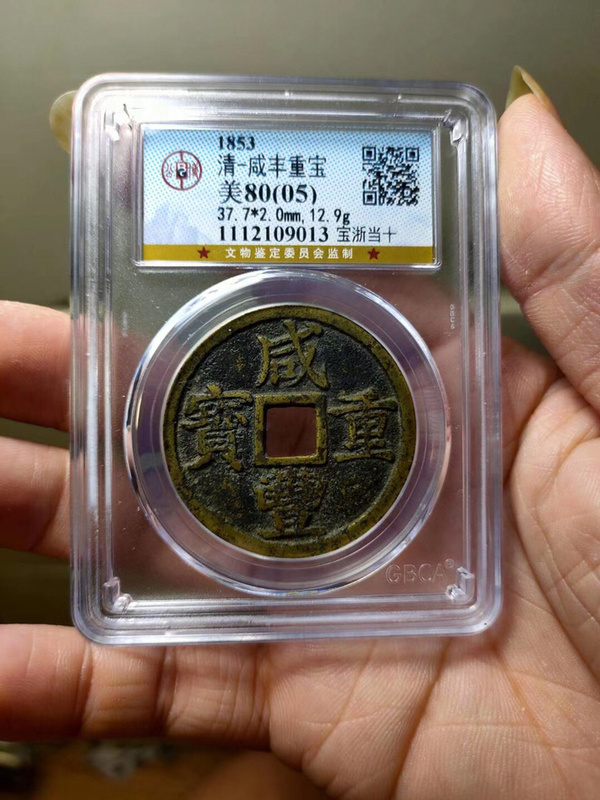 1853
清-咸丰重宝
美80(05)
37.7*2.0mm,12.9g
1112109013 宝浙当十
★ 文物鉴定委员会监制 ★
咸
寳 重
豐
GBCA®